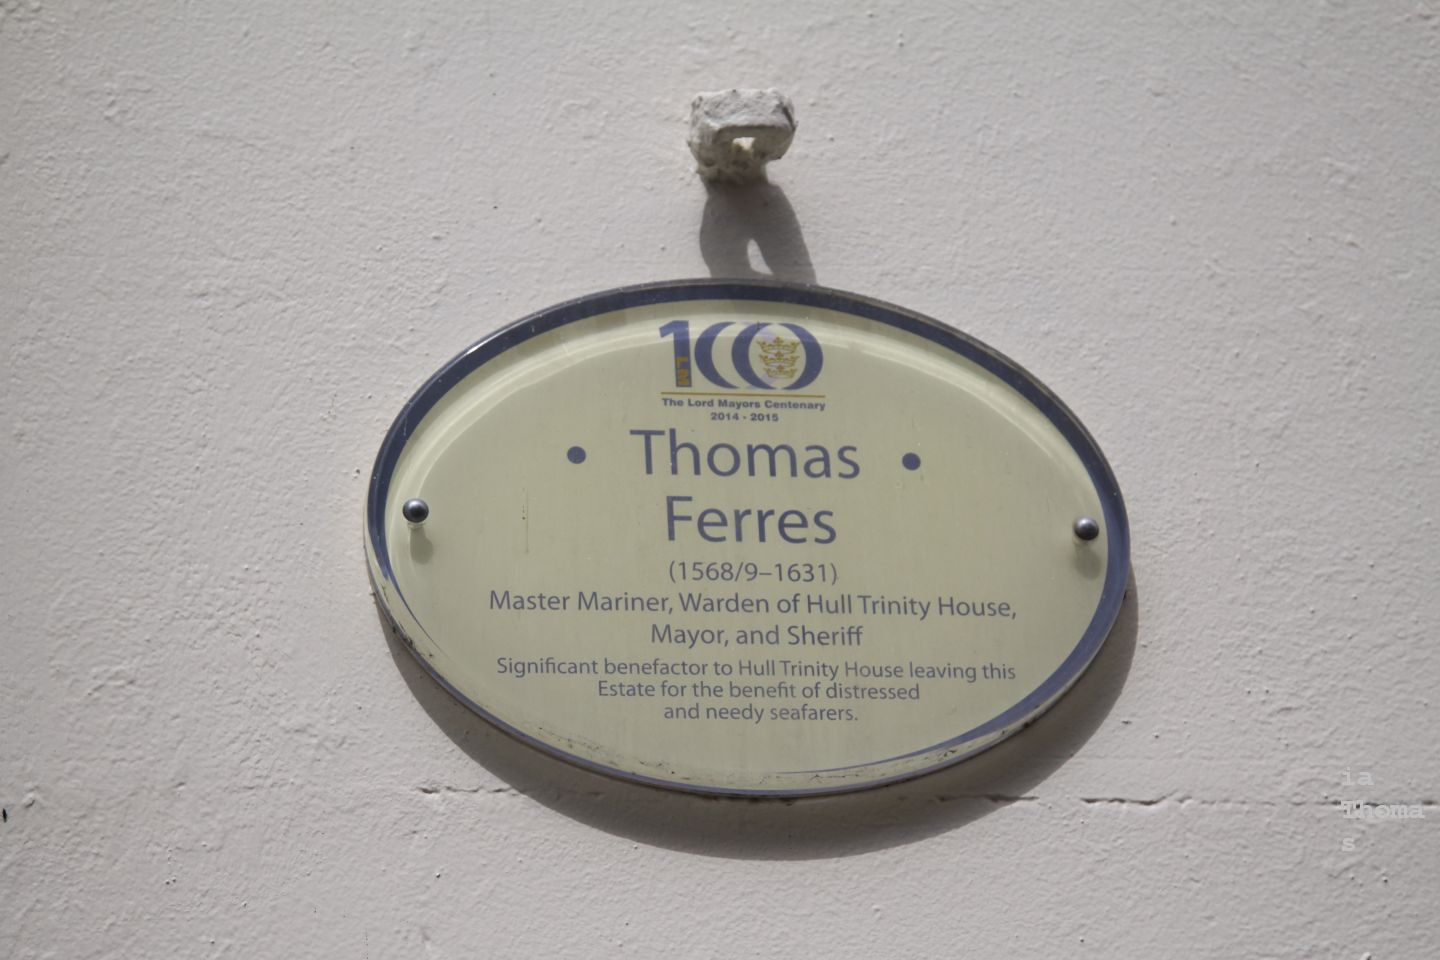 100
LM
The Lord Mayors Centenary
2014 - 2015
• Thomas •
Ferres
(1568/9–1631)
Master Mariner, Warden of Hull Trinity House,
Mayor, and Sheriff
Significant benefactor to Hull Trinity House leaving this
Estate for the benefit of distressed
and needy seafarers.
ia
Thoma
s